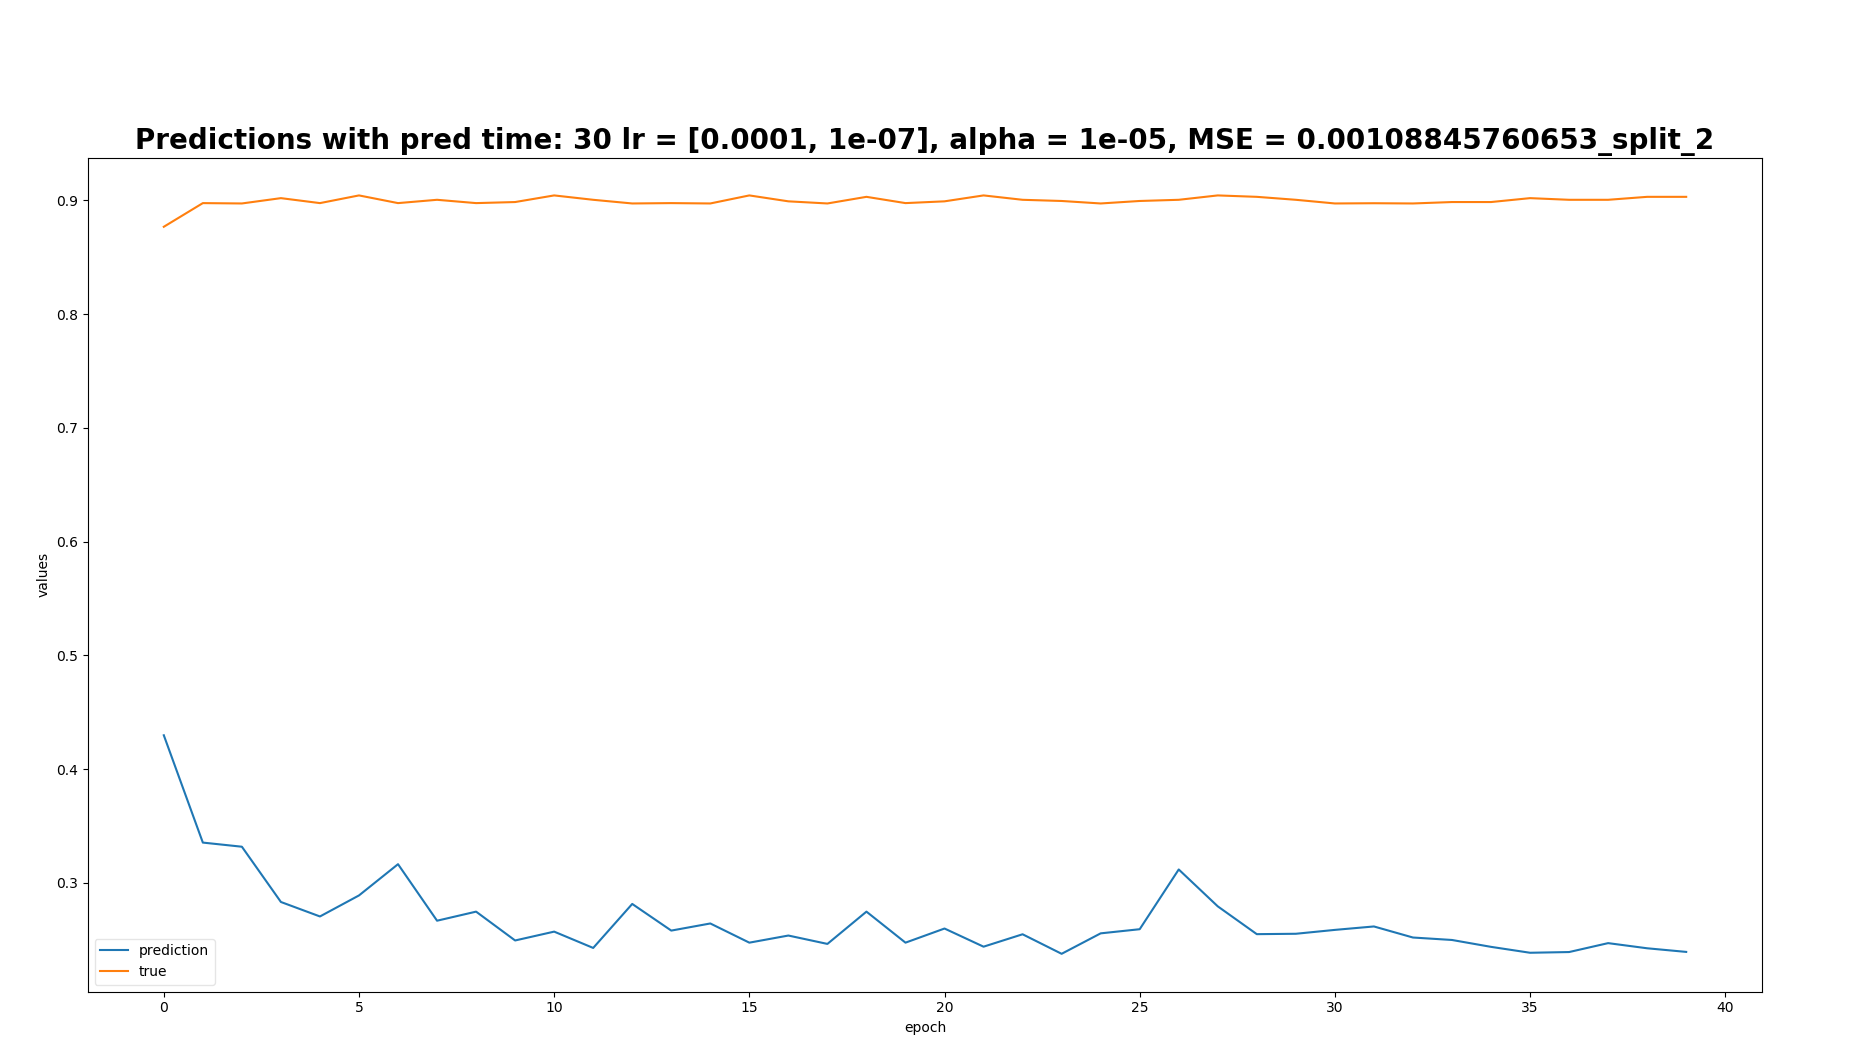 Predictions with pred time: 30 lr = [0.0001, 1e-07], alpha = 1e-05, MSE = 0.00108845760653_split_2
0.9
0.8
0.7
0.6
0.5
0.4
0.3
values
prediction
true
0 5 10 15 20 25 30 35 40
epoch